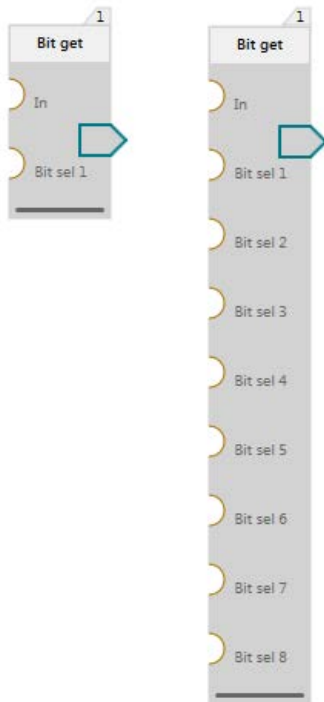 1
Bit get
In
Bit sel 1
1
Bit get
In
Bit sel 1
Bit sel 2
Bit sel 3
Bit sel 4
Bit sel 5
Bit sel 6
Bit sel 7
Bit sel 8